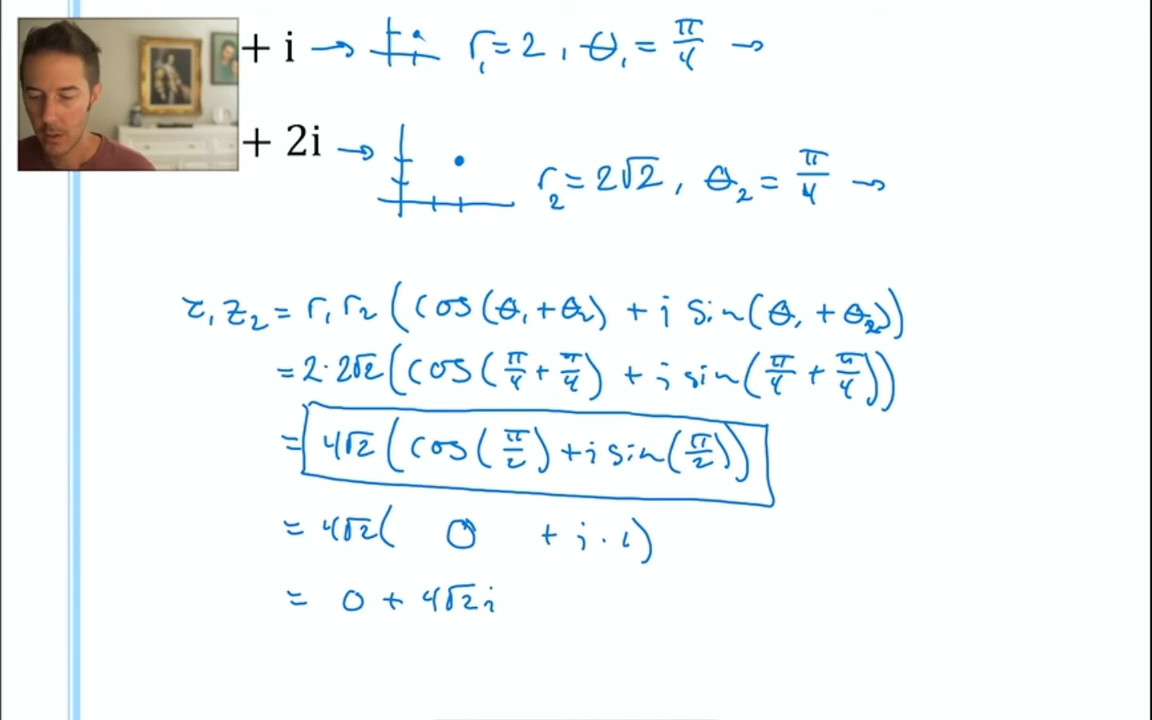 + i → r₁ = 2, θ₁ = π/4 →
+ 2i → r₂ = 2√2, θ₂ = π/4 →
z₁z₂ = r₁r₂(cos(θ₁+θ₂) + i sin(θ₁ + θ₂))
= 2·2√2(cos(π/4 + π/4) + i sin(π/4 + π/4))
= 4√2(cos(π/2) + i sin(π/2))
= 4√2( 0 + i · 1)
= 0 + 4√2i